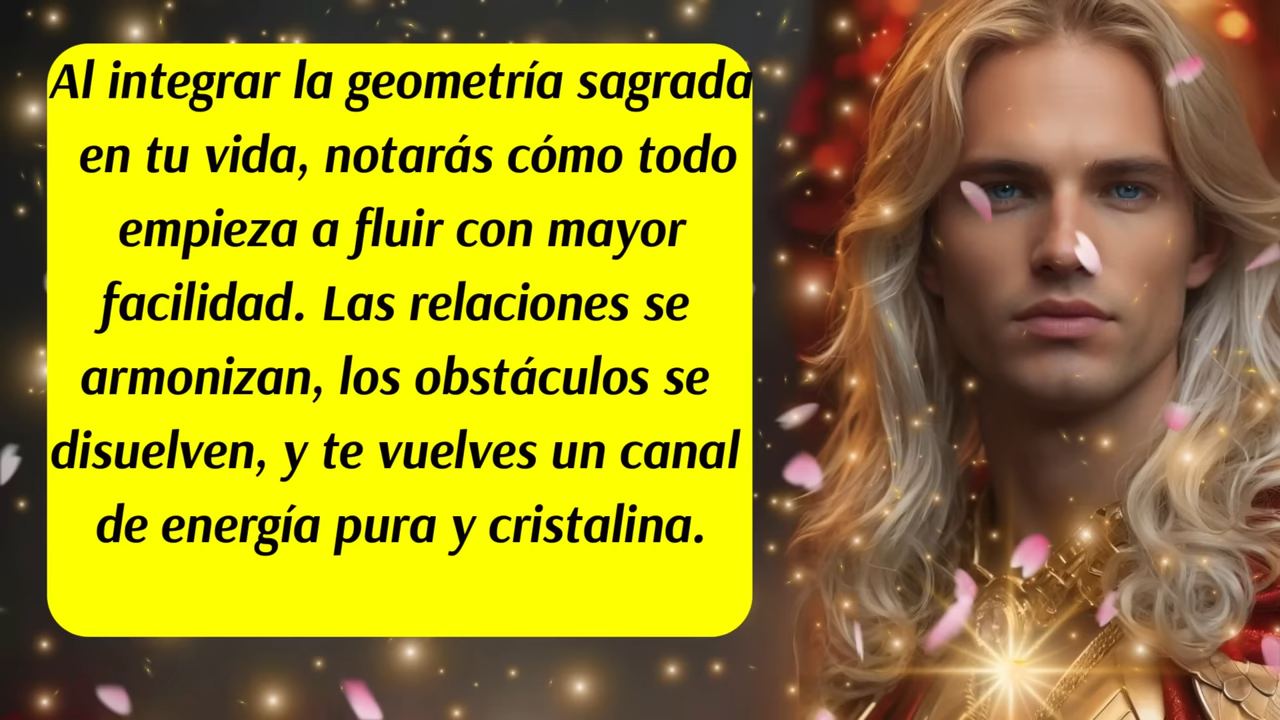 Al integrar la geometría sagrada
en tu vida, notarás cómo todo
empieza a fluir con mayor
facilidad. Las relaciones se
armonizan, los obstáculos se
disuelven, y te vuelves un canal
de energía pura y cristalina.